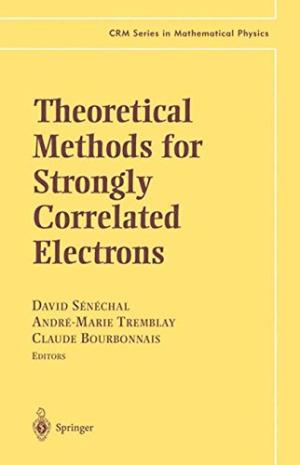 CRM Series in Mathematical Physics
Theoretical
Methods for
Strongly
Correlated
Electrons
David Sénéchal
André-Marie Tremblay
Claude Bourbonnais
Editors
Springer